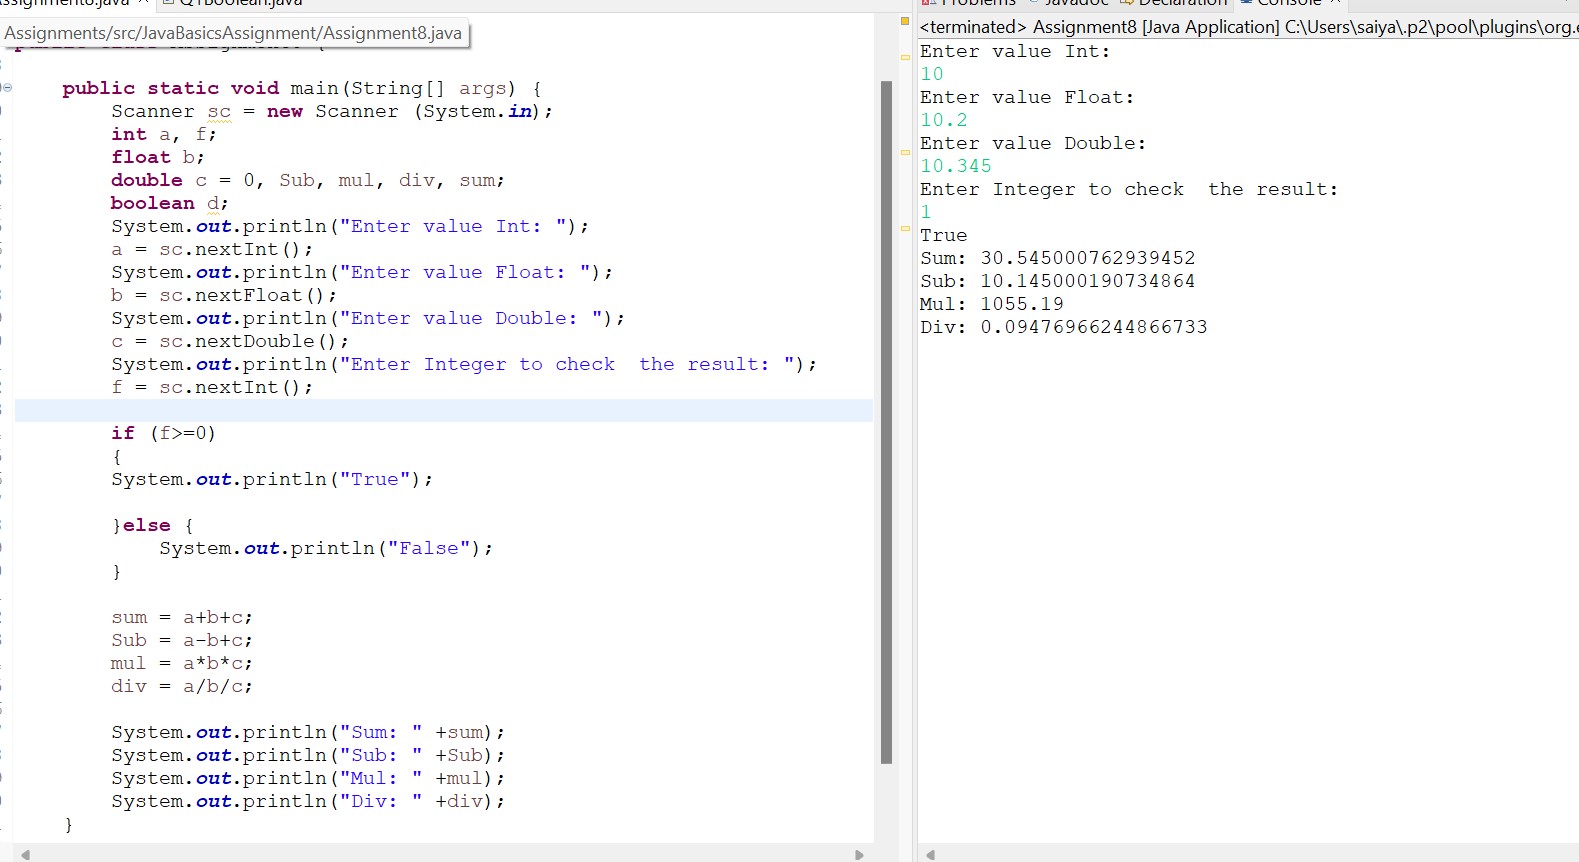 Assignment8.java QTBoolean.java
Assignments/src/JavaBasicsAssignment/Assignment8.java
public static void main(String[] args) {
Scanner sc = new Scanner (System.in);
int a, f;
float b;
double c = 0, Sub, mul, div, sum;
boolean d;
System.out.println("Enter value Int: ");
a = sc.nextInt();
System.out.println("Enter value Float: ");
b = sc.nextFloat();
System.out.println("Enter value Double: ");
c = sc.nextDouble();
System.out.println("Enter Integer to check  the result: ");
f = sc.nextInt();
if (f>=0)
{
System.out.println("True");
}else {
System.out.println("False");
}
sum = a+b+c;
Sub = a-b+c;
mul = a*b*c;
div = a/b/c;
System.out.println("Sum: " +sum);
System.out.println("Sub: " +Sub);
System.out.println("Mul: " +mul);
System.out.println("Div: " +div);
}
Problems Javadoc Declaration Console
<terminated> Assignment8 [Java Application] C:\Users\saiya\.p2\pool\plugins\org.e
Enter value Int:
10
Enter value Float:
10.2
Enter value Double:
10.345
Enter Integer to check  the result:
1
True
Sum: 30.545000762939452
Sub: 10.145000190734864
Mul: 1055.19
Div: 0.09476966244866733